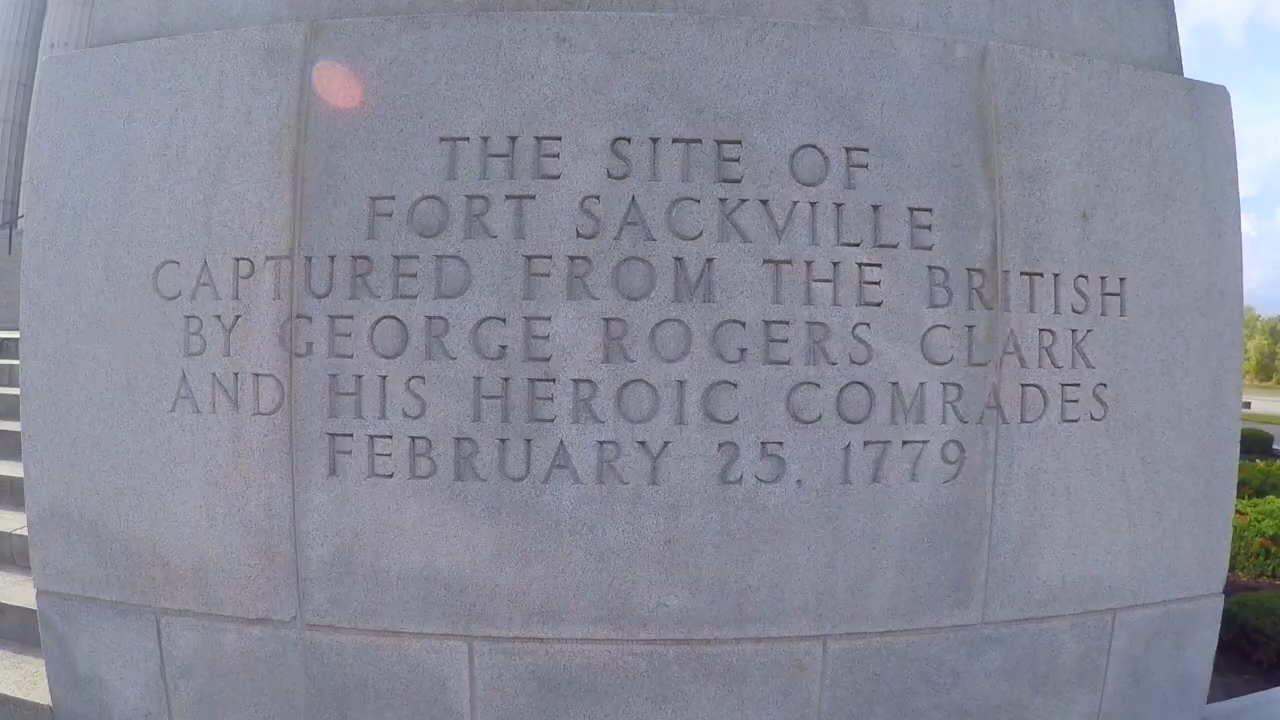 THE SITE OF
FORT SACKVILLE
CAPTURED FROM THE BRITISH
BY GEORGE ROGERS CLARK
AND HIS HEROIC COMRADES
FEBRUARY 25, 1779